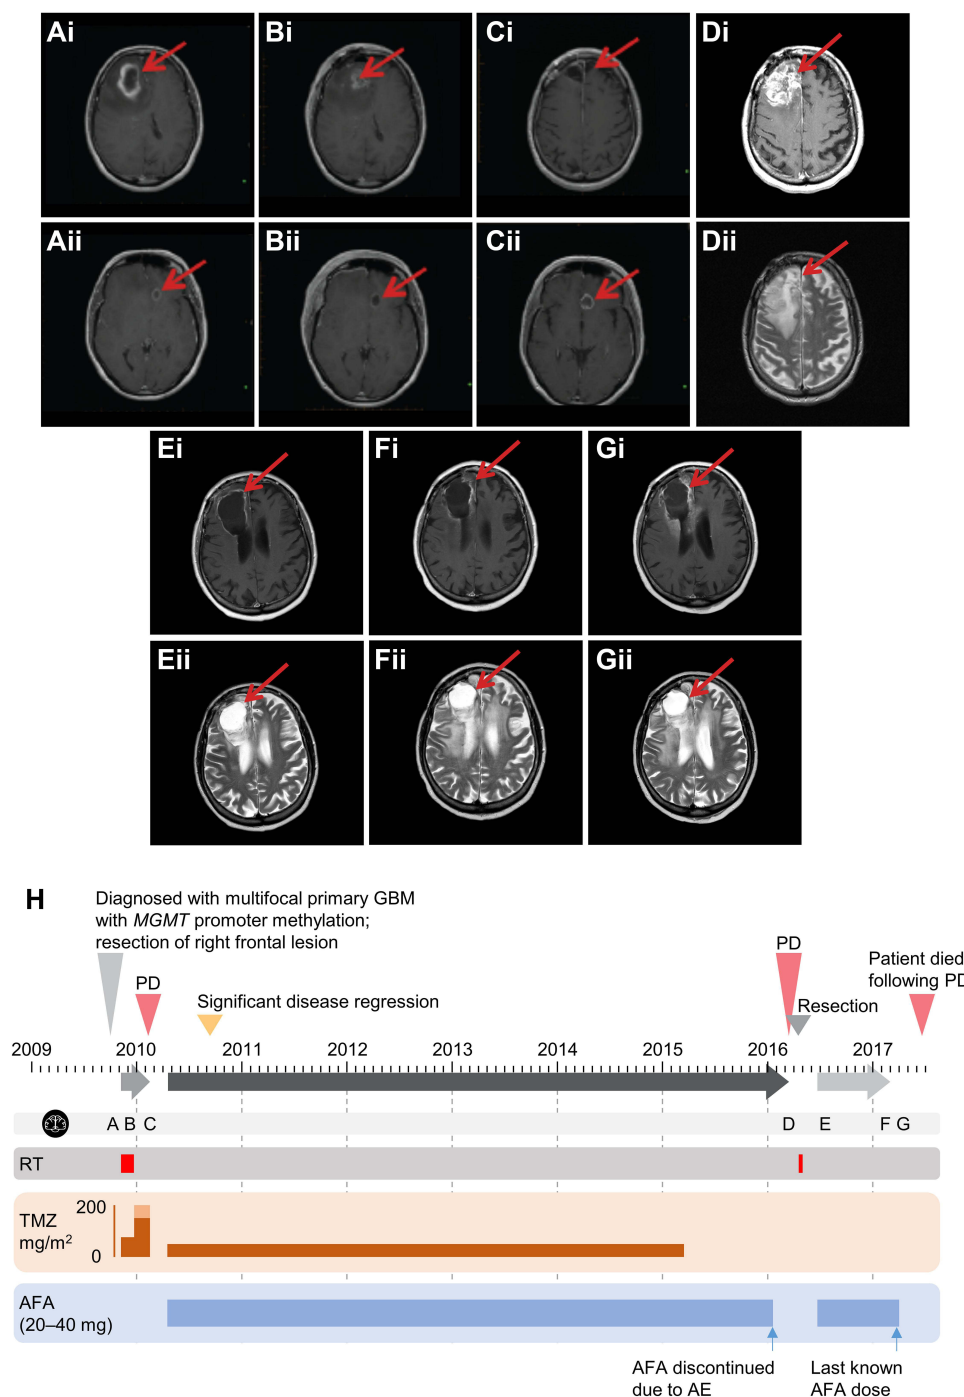 Ai
Bi
Ci
Di
Aii
Bii
Cii
Dii
Ei
Fi
Gi
Eii
Fii
Gii
H
Diagnosed with multifocal primary GBM
with MGMT promoter methylation;
resection of right frontal lesion
PD
Significant disease regression
PD
Resection
Patient died
following PD
2009 2010 2011 2012 2013 2014 2015 2016 2017
A B C D E F G
RT
TMZ
mg/m²
200
0
AFA
(20–40 mg)
AFA discontinued
due to AE
Last known
AFA dose